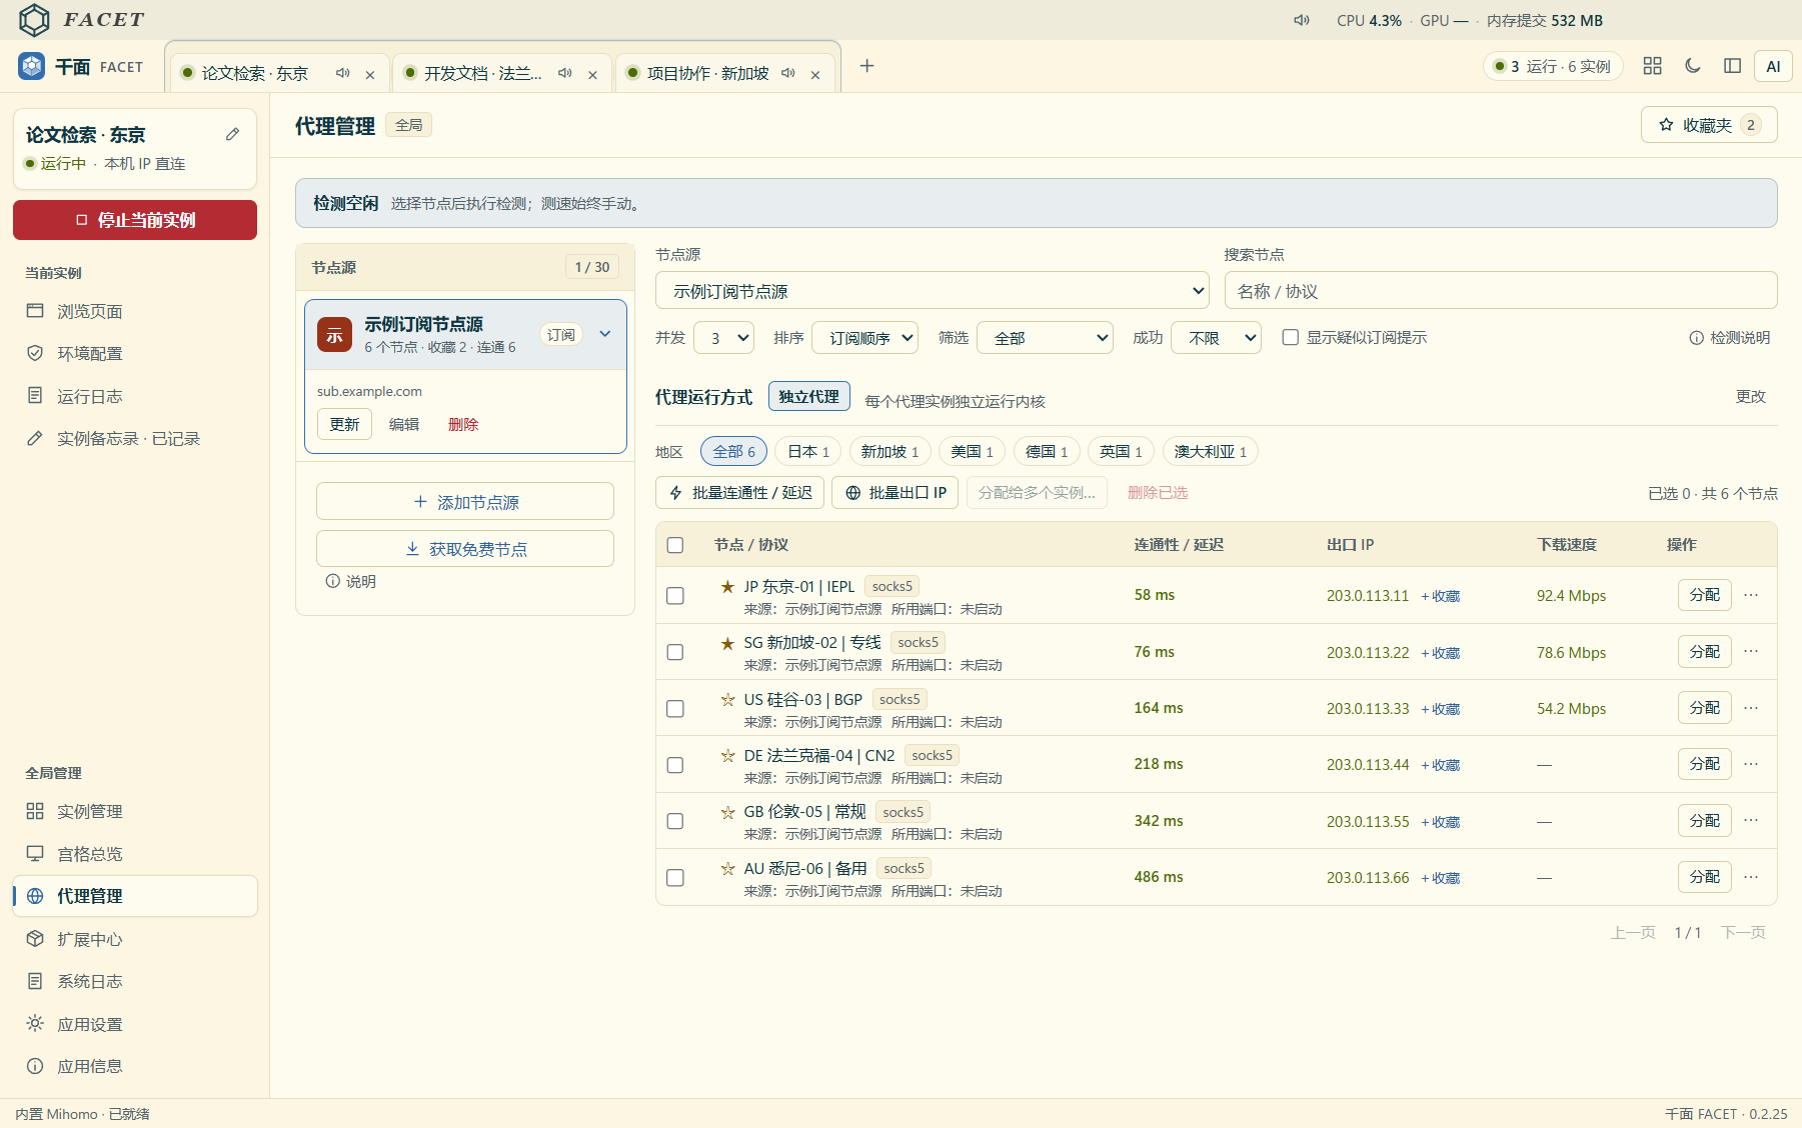 FACET
CPU 4.3% · GPU — · 内存提交 532 MB
千面 FACET
论文检索 · 东京
开发文档 · 法兰...
项目协作 · 新加坡
3 运行 · 6 实例
AI
论文检索 · 东京
运行中 · 本机 IP 直连
停止当前实例
当前实例
浏览页面
环境配置
运行日志
实例备忘录 · 已记录
全局管理
实例管理
宫格总览
代理管理
扩展中心
系统日志
应用设置
应用信息
代理管理 全局
收藏夹 2
检测空闲 选择节点后执行检测；测速始终手动。
节点源 1 / 30
示 示例订阅节点源
6 个节点 · 收藏 2 · 连通 6
订阅
sub.example.com
更新 编辑 删除
添加节点源
获取免费节点
说明
节点源
示例订阅节点源
搜索节点
名称 / 协议
并发 3 排序 订阅顺序 筛选 全部 成功 不限 显示疑似订阅提示 检测说明
代理运行方式 独立代理 每个代理实例独立运行内核 更改
地区 全部 6 日本 1 新加坡 1 美国 1 德国 1 英国 1 澳大利亚 1
批量连通性 / 延迟 批量出口 IP 分配给多个实例... 删除已选 已选 0 · 共 6 个节点
节点 / 协议 连通性 / 延迟 出口 IP 下载速度 操作
JP 东京-01 | IEPL socks5
来源：示例订阅节点源 所用端口：未启动
58 ms 203.0.113.11 +收藏 92.4 Mbps 分配 ...
SG 新加坡-02 | 专线 socks5
来源：示例订阅节点源 所用端口：未启动
76 ms 203.0.113.22 +收藏 78.6 Mbps 分配 ...
US 硅谷-03 | BGP socks5
来源：示例订阅节点源 所用端口：未启动
164 ms 203.0.113.33 +收藏 54.2 Mbps 分配 ...
DE 法兰克福-04 | CN2 socks5
来源：示例订阅节点源 所用端口：未启动
218 ms 203.0.113.44 +收藏 — 分配 ...
GB 伦敦-05 | 常规 socks5
来源：示例订阅节点源 所用端口：未启动
342 ms 203.0.113.55 +收藏 — 分配 ...
AU 悉尼-06 | 备用 socks5
来源：示例订阅节点源 所用端口：未启动
486 ms 203.0.113.66 +收藏 — 分配 ...
上一页 1 / 1 下一页
内置 Mihomo · 已就绪
千面 FACET · 0.2.25